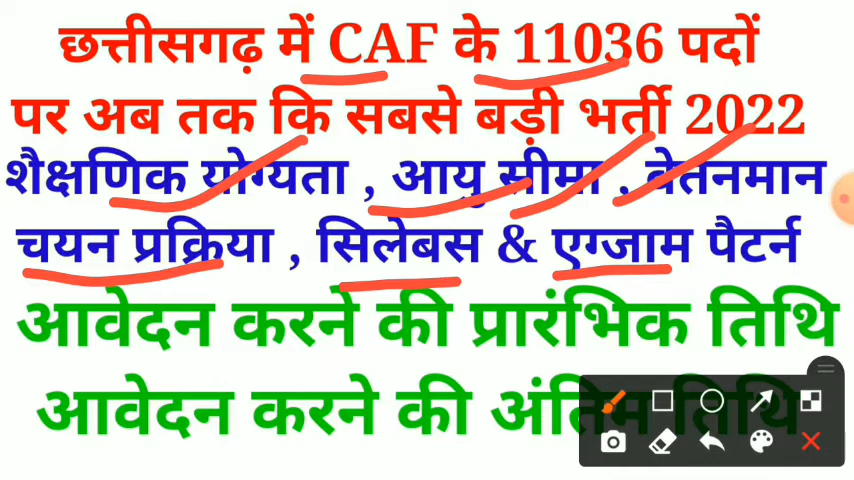 छत्तीसगढ़ में CAF के 11036 पदों
पर अब तक कि सबसे बड़ी भर्ती 2022
शैक्षणिक योग्यता , आयु सीमा , वेतनमान
चयन प्रक्रिया , सिलेबस & एग्जाम पैटर्न
आवेदन करने की प्रारंभिक तिथि
आवेदन करने की अंतिम तिथि